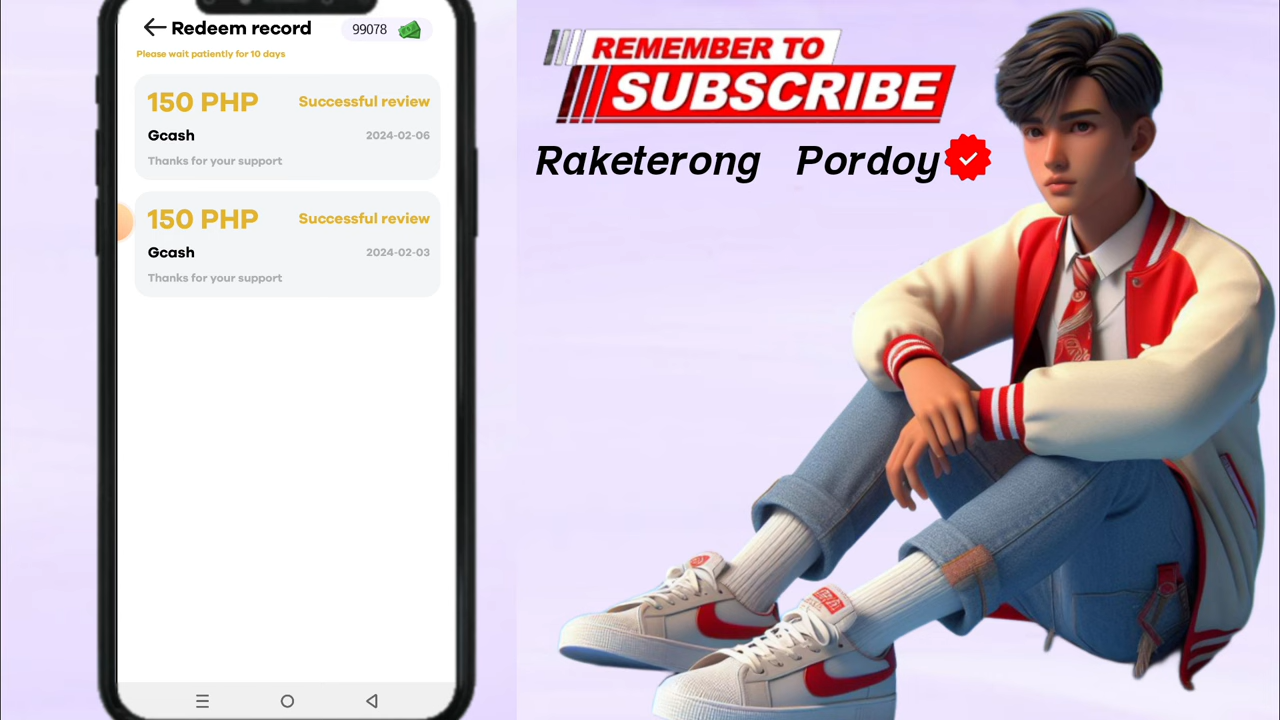 Redeem record
99078
Please wait patiently for 10 days
150 PHP
Successful review
Gcash
2024-02-06
Thanks for your support
150 PHP
Successful review
Gcash
2024-02-03
Thanks for your support
REMEMBER TO
SUBSCRIBE
Raketerong Pordoy